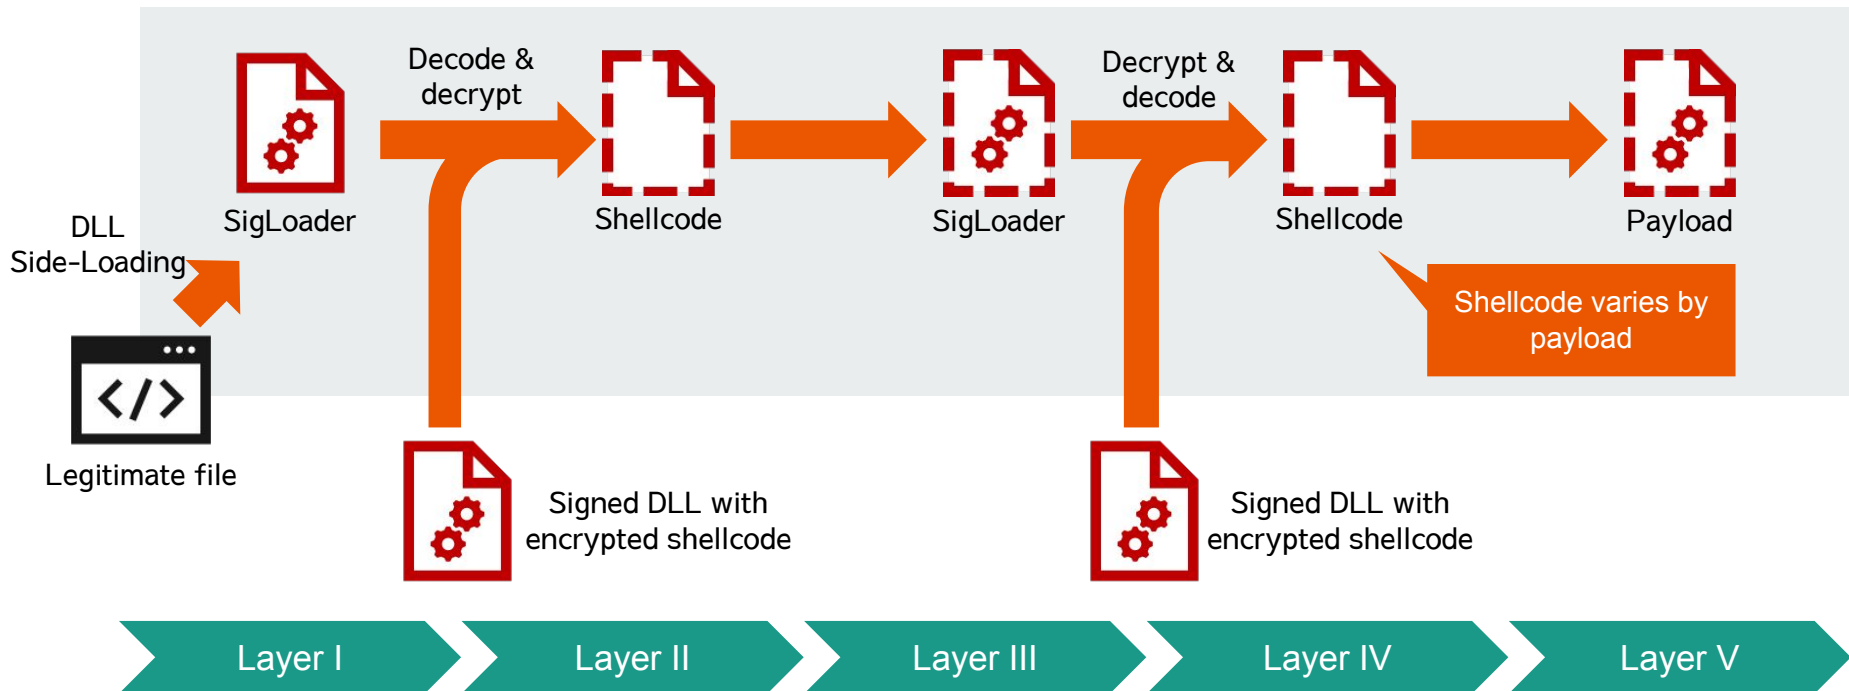 Decode &
decrypt
Decrypt &
decode
SigLoader
Shellcode
SigLoader
Shellcode
Payload
DLL
Side-Loading
Shellcode varies by
payload
Legitimate file
Signed DLL with
encrypted shellcode
Signed DLL with
encrypted shellcode
Layer I
Layer II
Layer III
Layer IV
Layer V